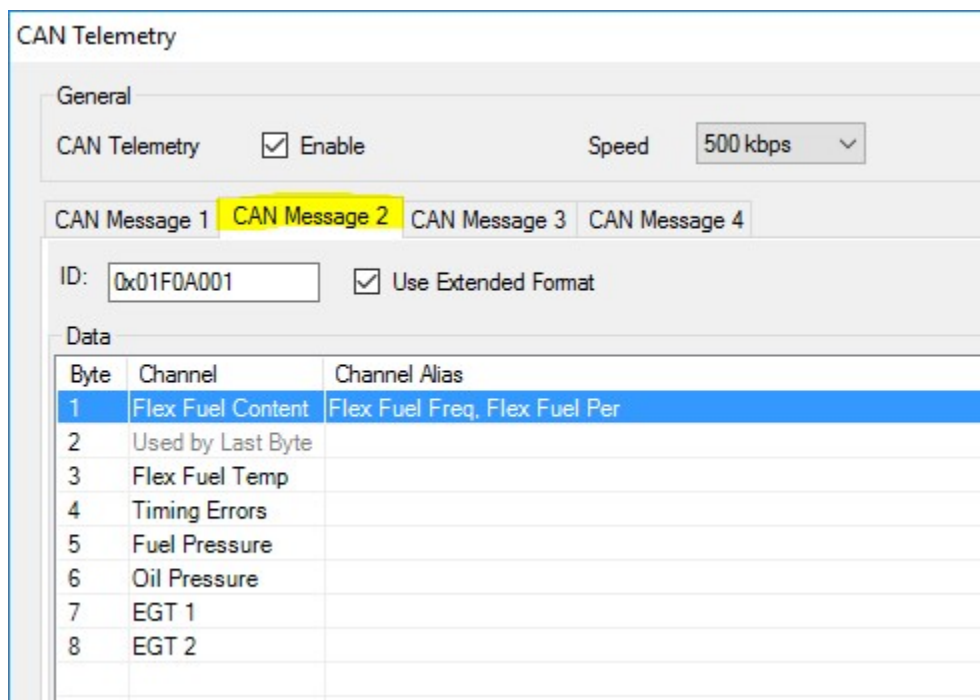 CAN Telemetry
General
CAN Telemetry Enable Speed 500 kbps
CAN Message 1 CAN Message 2 CAN Message 3 CAN Message 4
ID: 0x01F0A001 Use Extended Format
Data
Byte Channel Channel Alias
1 Flex Fuel Content Flex Fuel Freq, Flex Fuel Per
2 Used by Last Byte
3 Flex Fuel Temp
4 Timing Errors
5 Fuel Pressure
6 Oil Pressure
7 EGT 1
8 EGT 2